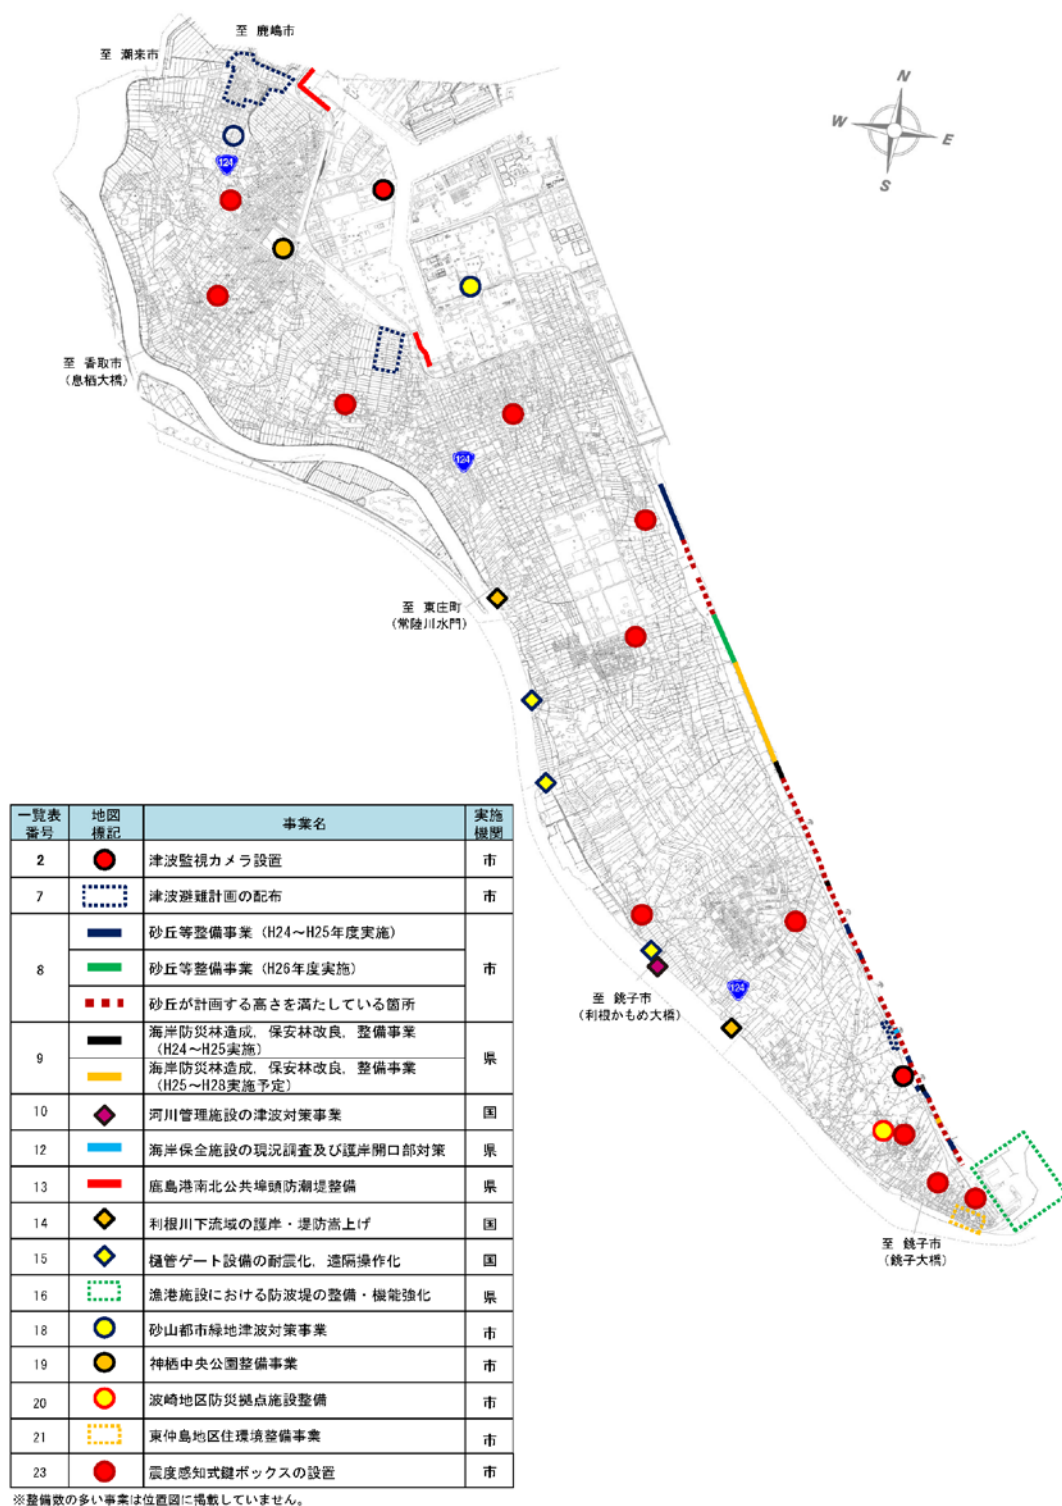 至 鹿嶋市
至 潮来市
N
W
E
S
124
至 香取市
(息栖大橋)
124
至 東庄町
(常陸川水門)
至 銚子市
(利根かもめ大橋)
124
至 銚子市
(銚子大橋)
一覧表番号 地図標記 事業名 実施機関
2 津波監視カメラ設置 市
7 津波避難計画の配布 市
8 砂丘等整備事業(H24~H25年度実施) 市
砂丘等整備事業(H26年度実施)
砂丘が計画する高さを満たしている箇所
9 海岸防災林造成,保安林改良,整備事業 県
(H24~H25実施)
海岸防災林造成,保安林改良,整備事業
(H25~H28実施予定)
10 河川管理施設の津波対策事業 国
12 海岸保全施設の現況調査及び護岸開口部対策 県
13 鹿島港南北公共埠頭防潮堤整備 県
14 利根川下流域の護岸・堤防嵩上げ 国
15 樋管ゲート設備の耐震化,遠隔操作化 国
16 漁港施設における防波堤の整備・機能強化 県
18 砂山都市緑地津波対策事業 市
19 神栖中央公園整備事業 市
20 波崎地区防災拠点施設整備 市
21 東仲島地区住環境整備事業 市
23 震度感知式鍵ボックスの設置 市
※整備数の多い事業は位置図に掲載していません。